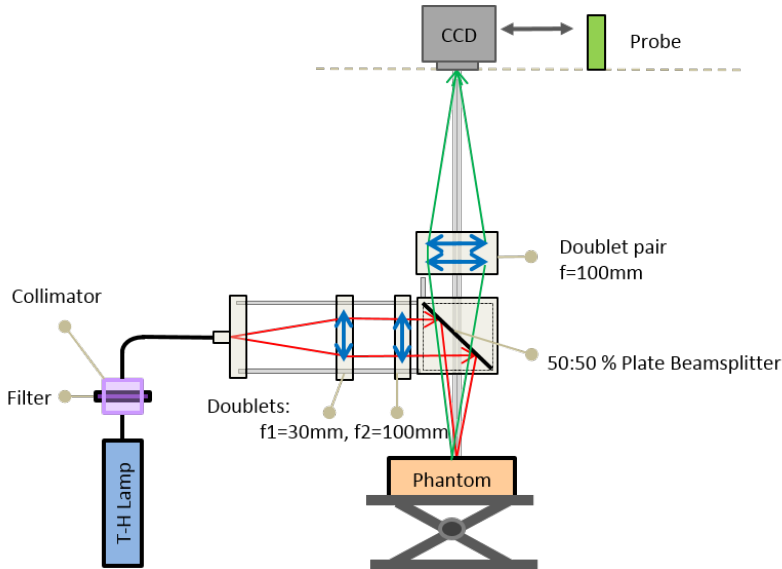 CCD
Probe
Doublet pair
f=100mm
Collimator
50:50 % Plate Beamsplitter
Filter
Doublets:
f1=30mm, f2=100mm
T-H Lamp
Phantom